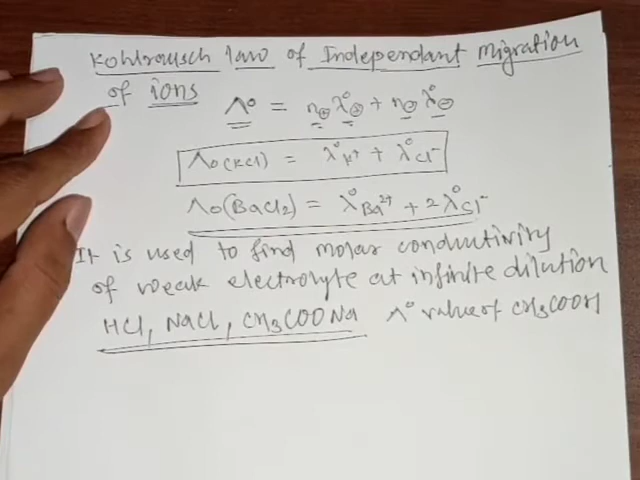 Kohlrausch law of Independant migration
of ions
Λ° = n⊕ λ°⊕ + n⊖ λ°⊖
Λo(KCl) = λ°K⁺ + λ°Cl⁻
Λo(BaCl2) = λ°Ba²⁺ + 2λ°Cl⁻
It is used to find molar conductivity
of weak electrolyte at infinite dilution
HCl, NaCl, CH3COONa Λ° value of CH3COOH